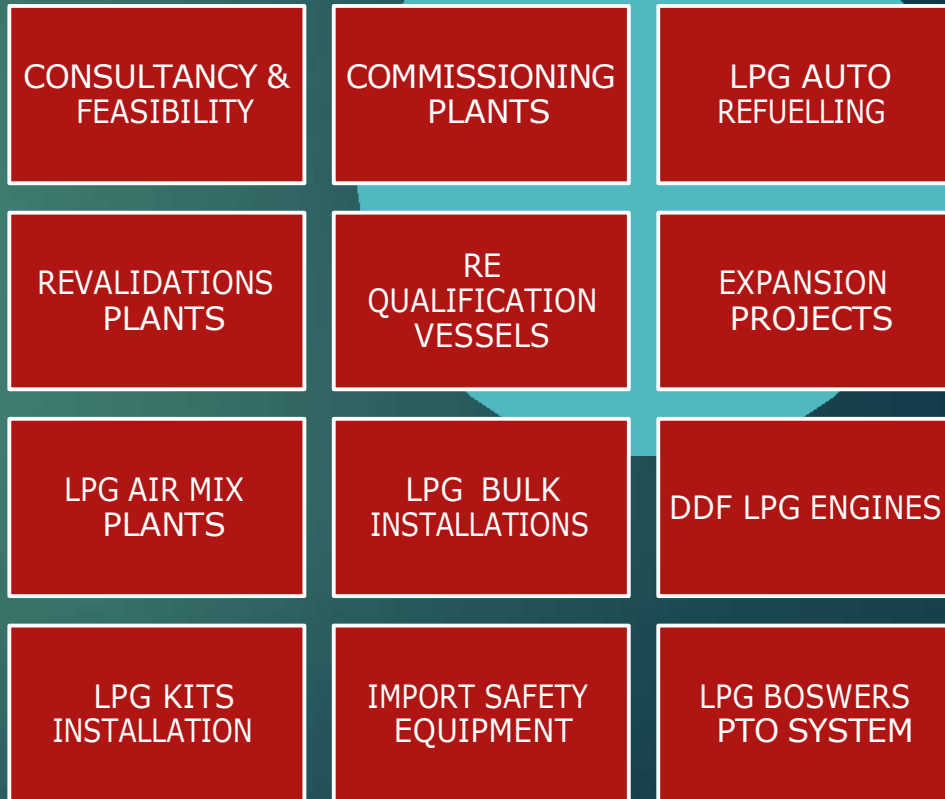 CONSULTANCY &
FEASIBILITY
COMMISSIONING
PLANTS
LPG AUTO
REFUELLING
REVALIDATIONS
PLANTS
RE
QUALIFICATION
VESSELS
EXPANSION
PROJECTS
LPG AIR MIX
PLANTS
LPG BULK
INSTALLATIONS
DDF LPG ENGINES
LPG KITS
INSTALLATION
IMPORT SAFETY
EQUIPMENT
LPG BOSWERS
PTO SYSTEM